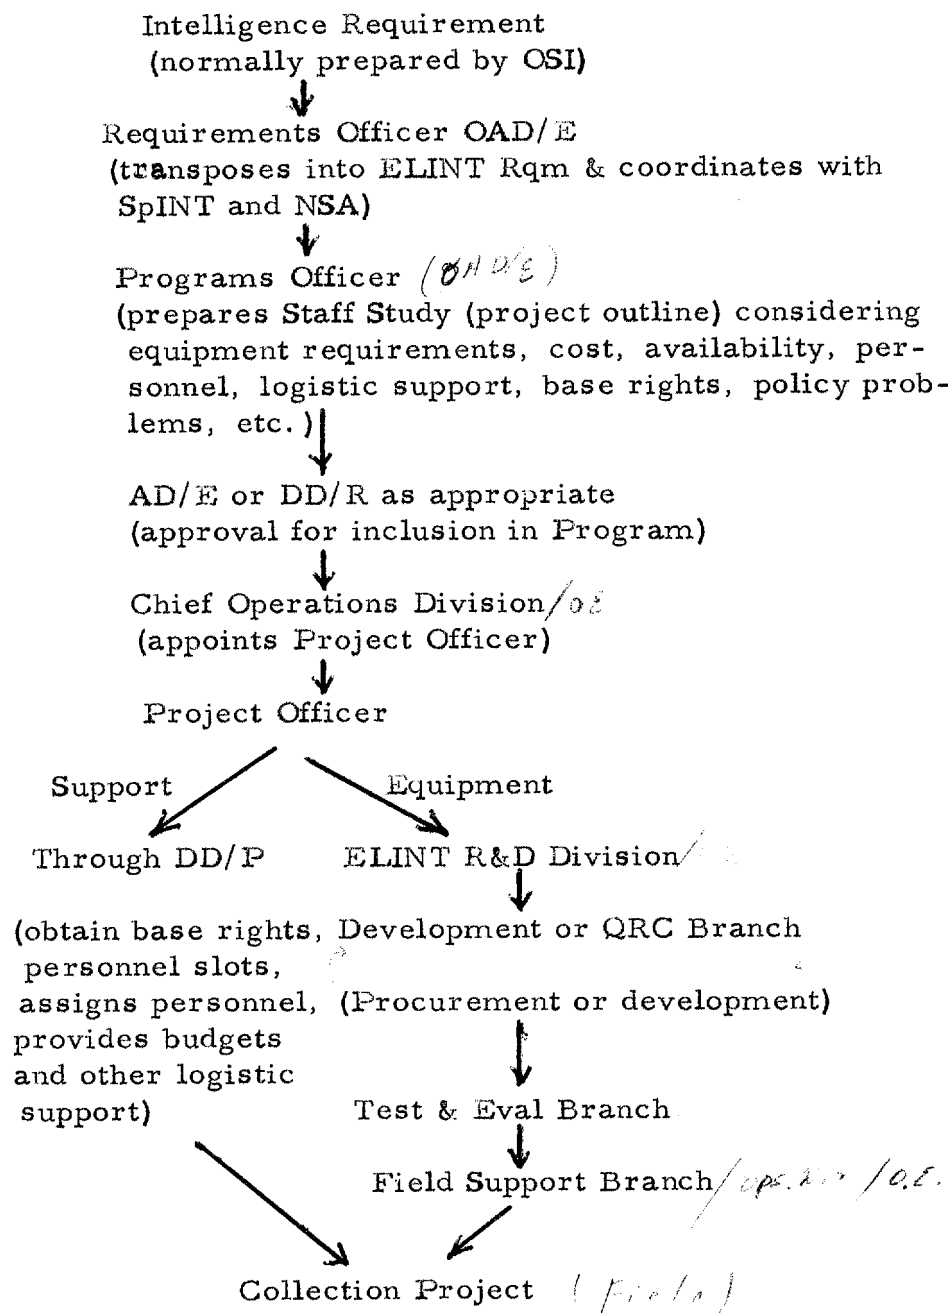 Intelligence Requirement
(normally prepared by OSI)
Requirements Officer OAD/E
(transposes into ELINT Rqm & coordinates with
SpINT and NSA)
Programs Officer (OAD/E)
(prepares Staff Study (project outline) considering
equipment requirements, cost, availability, per-
sonnel, logistic support, base rights, policy prob-
lems, etc.)
AD/E or DD/R as appropriate
(approval for inclusion in Program)
Chief Operations Division/OE
(appoints Project Officer)
Project Officer
Support
Equipment
Through DD/P
ELINT R&D Division/
(obtain base rights,
personnel slots,
assigns personnel,
provides budgets
and other logistic
support)
Development or QRC Branch
(Procurement or development)
Test & Eval Branch
Field Support Branch/Ops. /O.E.
Collection Project (Field)